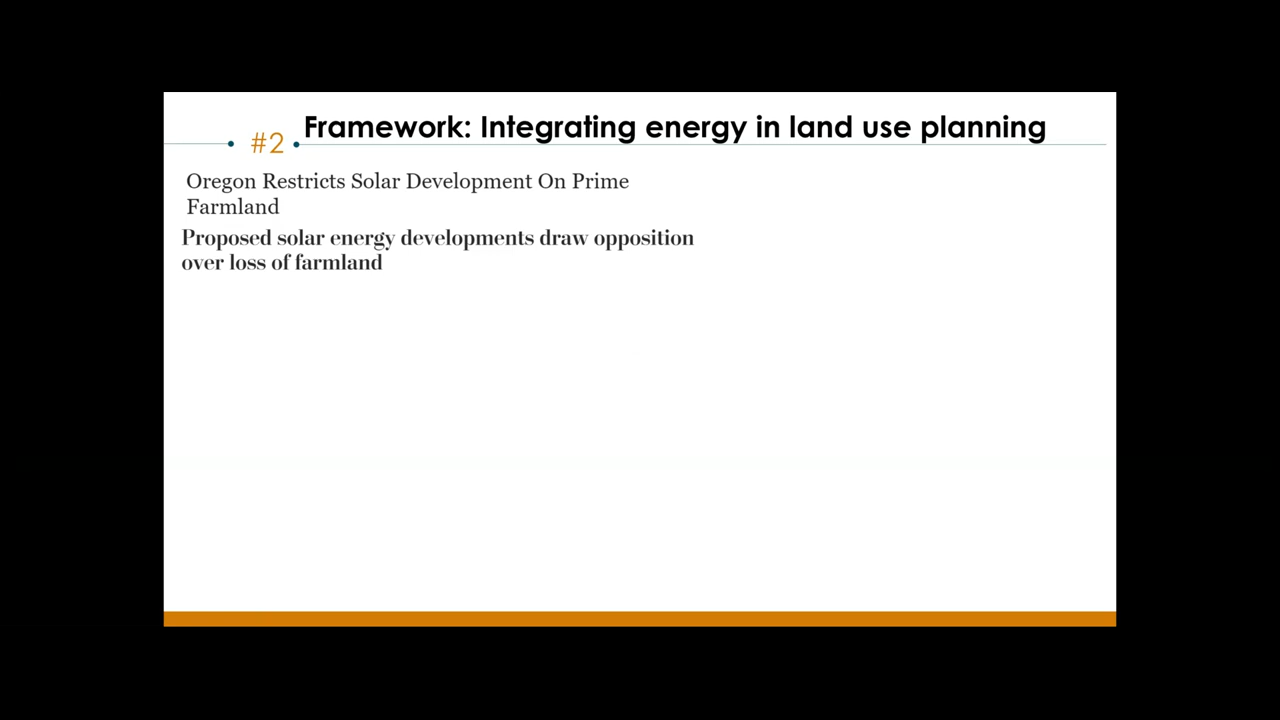 #2 Framework: Integrating energy in land use planning
Oregon Restricts Solar Development On Prime
Farmland
Proposed solar energy developments draw opposition
over loss of farmland